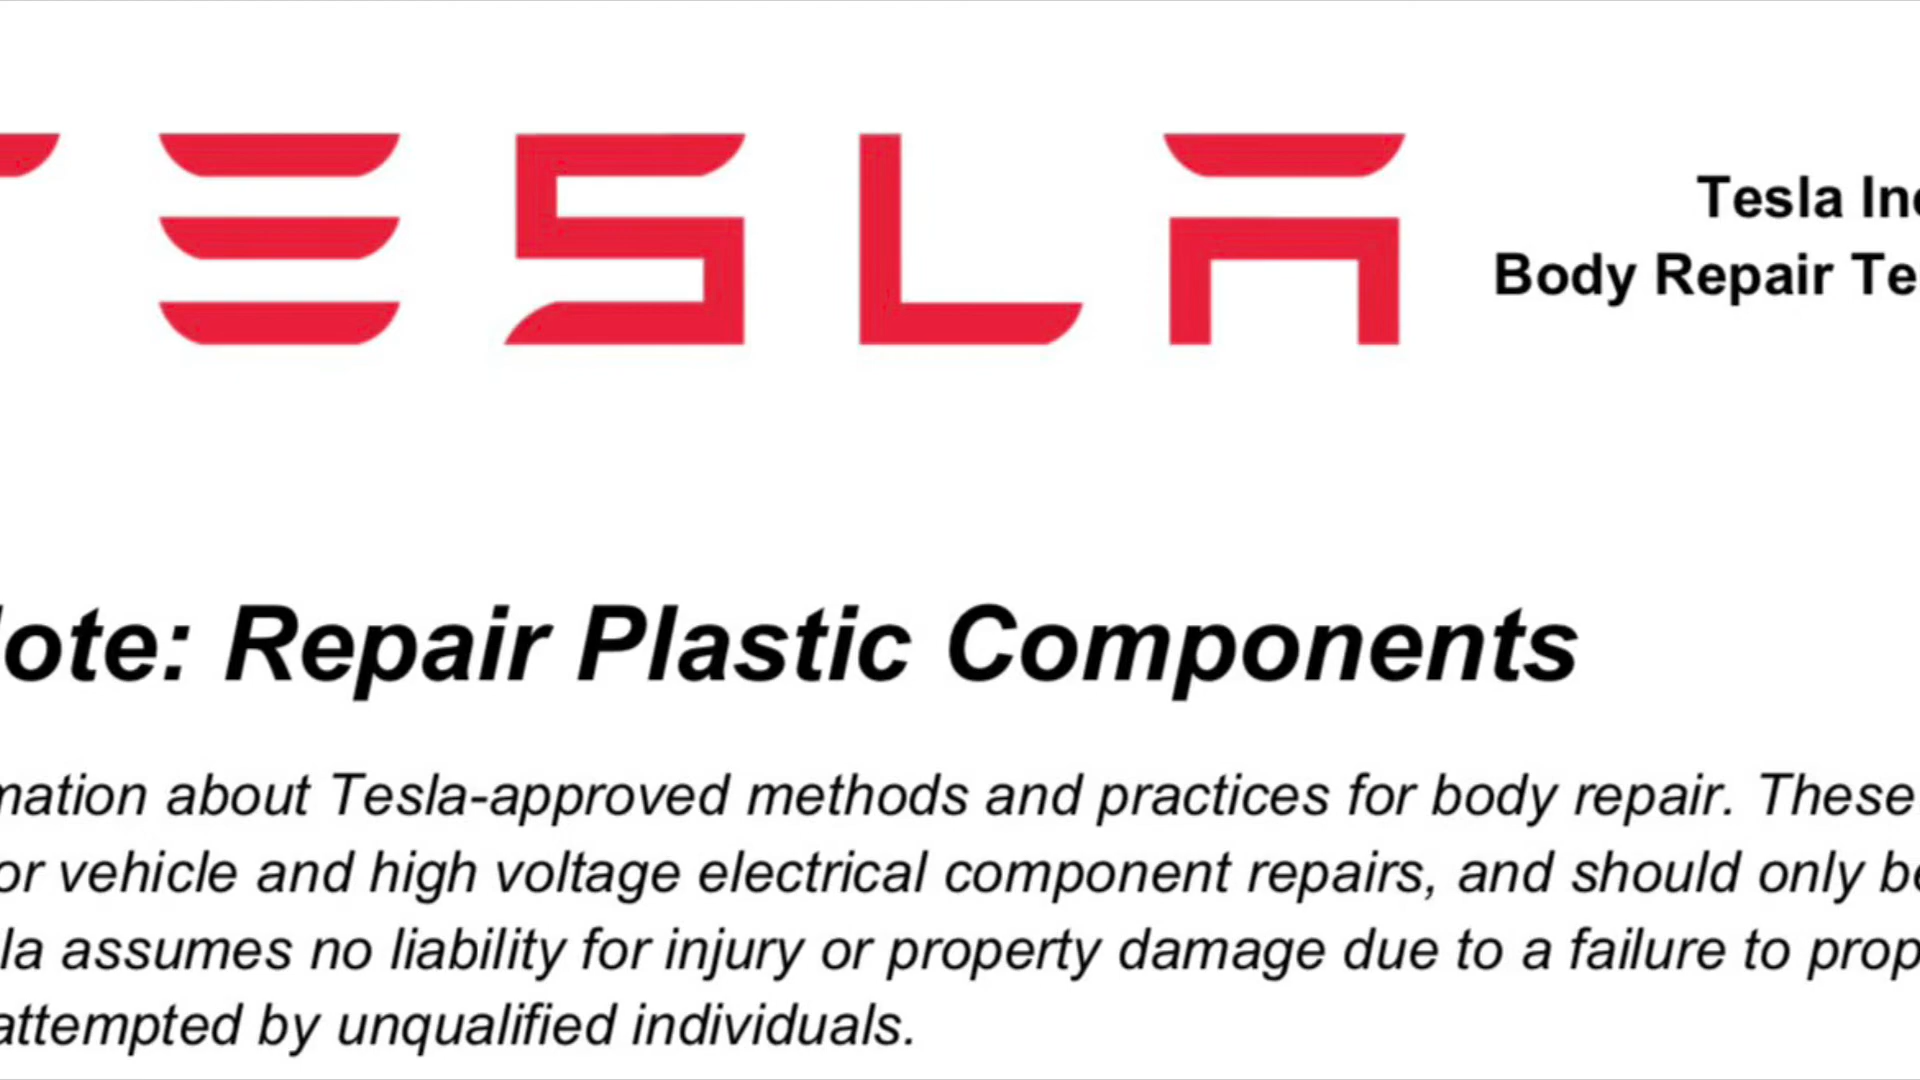 TESLA
Tesla Inc
Body Repair Te
ote: Repair Plastic Components
mation about Tesla-approved methods and practices for body repair. These
or vehicle and high voltage electrical component repairs, and should only be
la assumes no liability for injury or property damage due to a failure to prop
attempted by unqualified individuals.